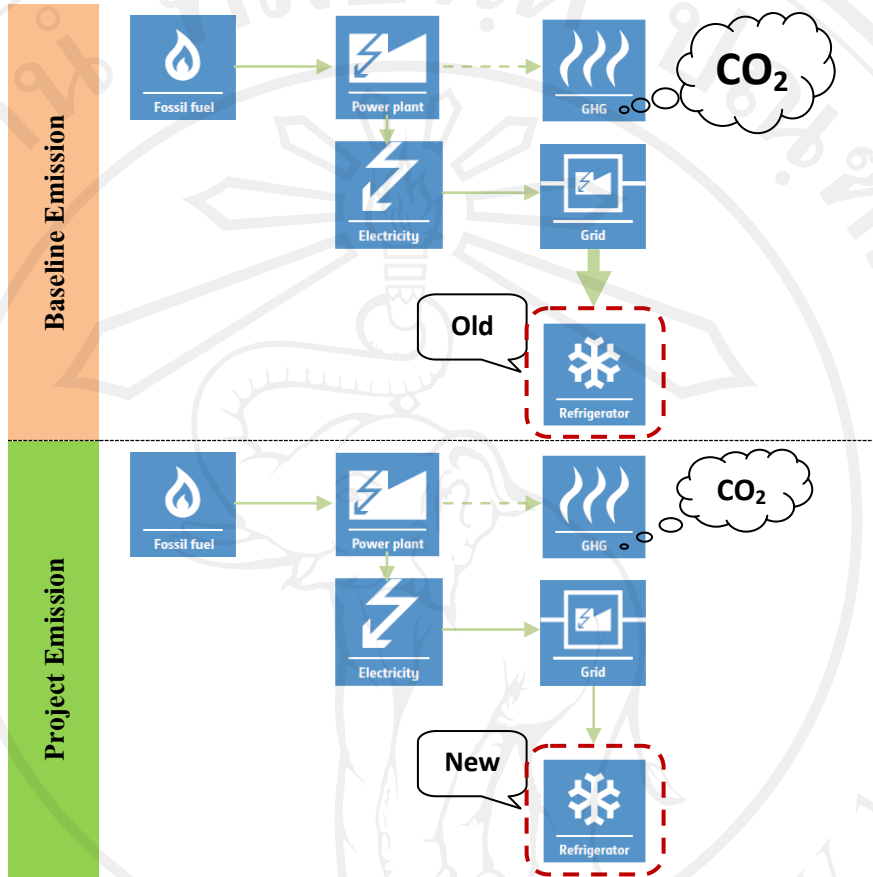 Baseline Emission
Fossil fuel
Power plant
GHG
CO₂
Electricity
Grid
Old
Refrigerator
Project Emission
Fossil fuel
Power plant
GHG
CO₂
Electricity
Grid
New
Refrigerator